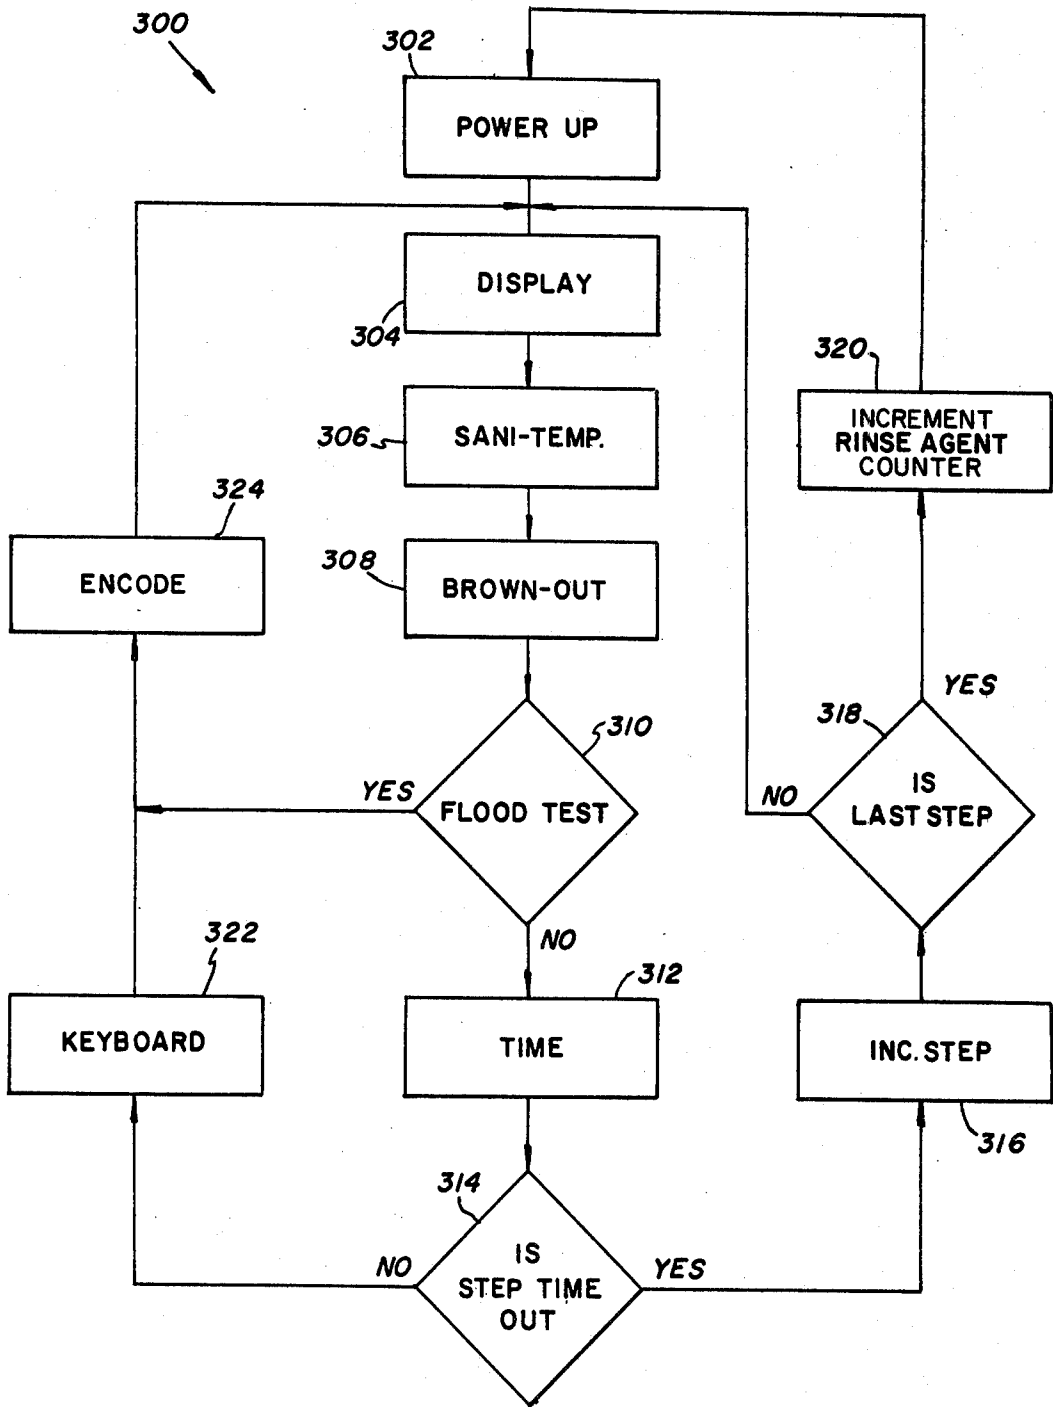 300
302
POWER UP
DISPLAY
304
320
INCREMENT
RINSE AGENT
COUNTER
306
SANI-TEMP.
324
ENCODE
308
BROWN-OUT
310
YES
FLOOD TEST
NO
318
YES
NO
IS
LAST STEP
322
KEYBOARD
312
TIME
INC. STEP
316
314
NO
IS
STEP TIME
OUT
YES